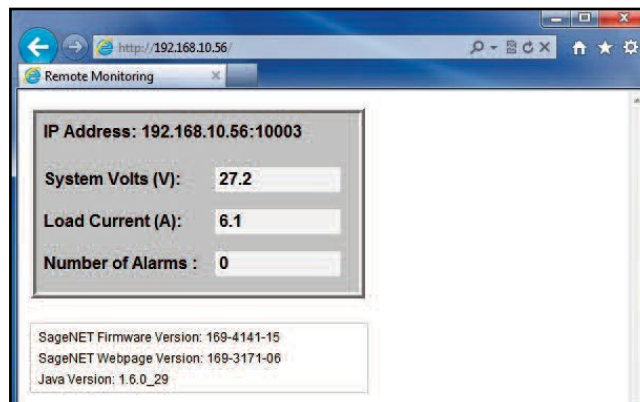 http://192.168.10.56/
Remote Monitoring
IP Address: 192.168.10.56:10003
System Volts (V): 27.2
Load Current (A): 6.1
Number of Alarms : 0
SageNET Firmware Version: 169-4141-15
SageNET Webpage Version: 169-3171-06
Java Version: 1.6.0_29